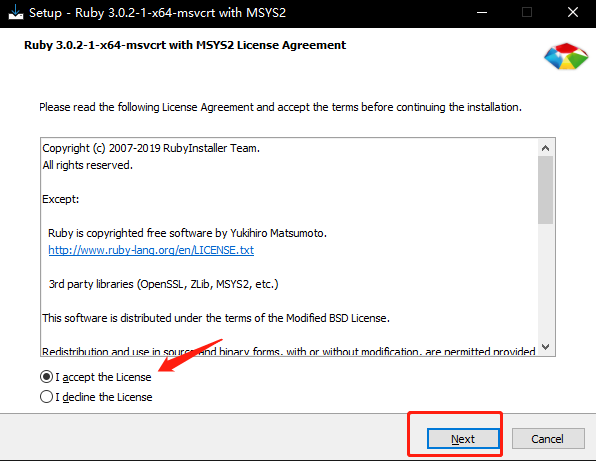 Setup - Ruby 3.0.2-1-x64-msvcrt with MSYS2
Ruby 3.0.2-1-x64-msvcrt with MSYS2 License Agreement
Please read the following License Agreement and accept the terms before continuing the installation.
Copyright (c) 2007-2019 RubyInstaller Team.
All rights reserved.
Except:
Ruby is copyrighted free software by Yukihiro Matsumoto.
http://www.ruby-lang.org/en/LICENSE.txt
3rd party libraries (OpenSSL, ZLib, MSYS2, etc.)
This software is distributed under the terms of the Modified BSD License.
Redistribution and use in source and binary forms, with or without modification, are permitted provided
I accept the License
I decline the License
Next
Cancel